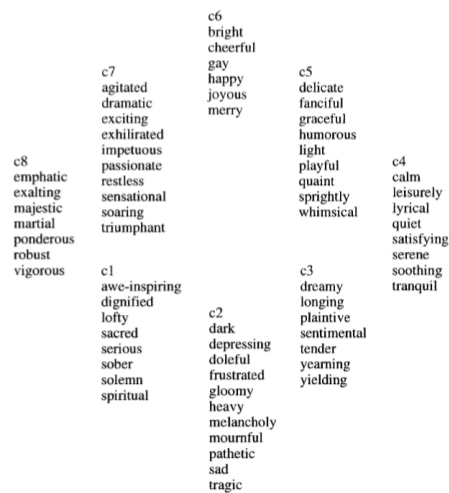 c6
bright
cheerful
gay
happy
joyous
merry
c7
agitated
dramatic
exciting
exhilirated
impetuous
passionate
restless
sensational
soaring
triumphant
c5
delicate
fanciful
graceful
humorous
light
playful
quaint
sprightly
whimsical
c8
emphatic
exalting
majestic
martial
ponderous
robust
vigorous
c4
calm
leisurely
lyrical
quiet
satisfying
serene
soothing
tranquil
c1
awe-inspiring
dignified
lofty
sacred
serious
sober
solemn
spiritual
c2
dark
depressing
doleful
frustrated
gloomy
heavy
melancholy
mournful
pathetic
sad
tragic
c3
dreamy
longing
plaintive
sentimental
tender
yearning
yielding